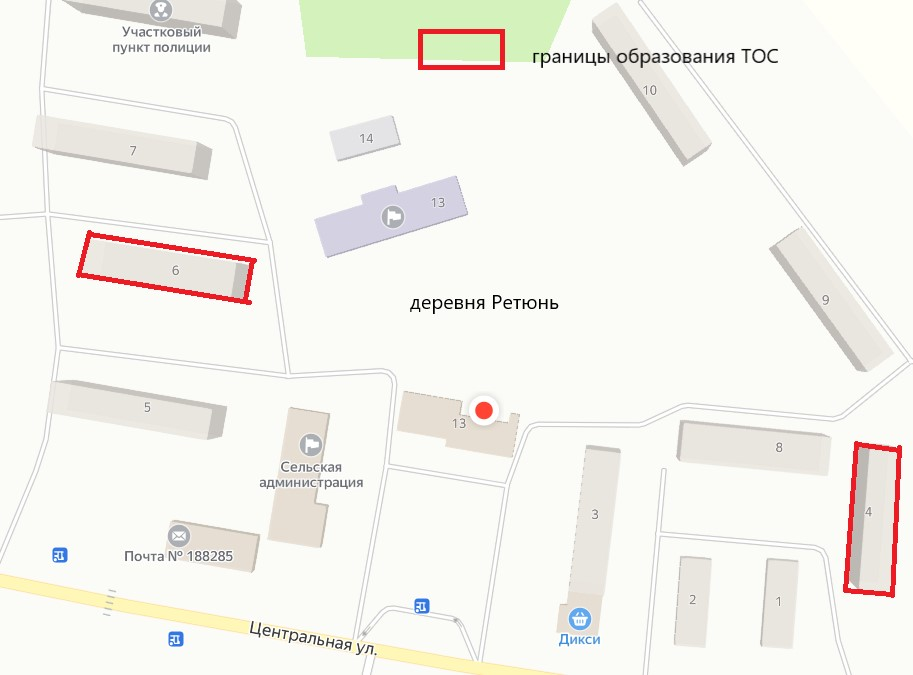 Участковый
пункт полиции
границы образования ТОС
10
14
7
13
6
деревня Ретюнь
9
5
13
8
Сельская
администрация
4
3
Почта № 188285
2
1
Центральная ул.
Дикси